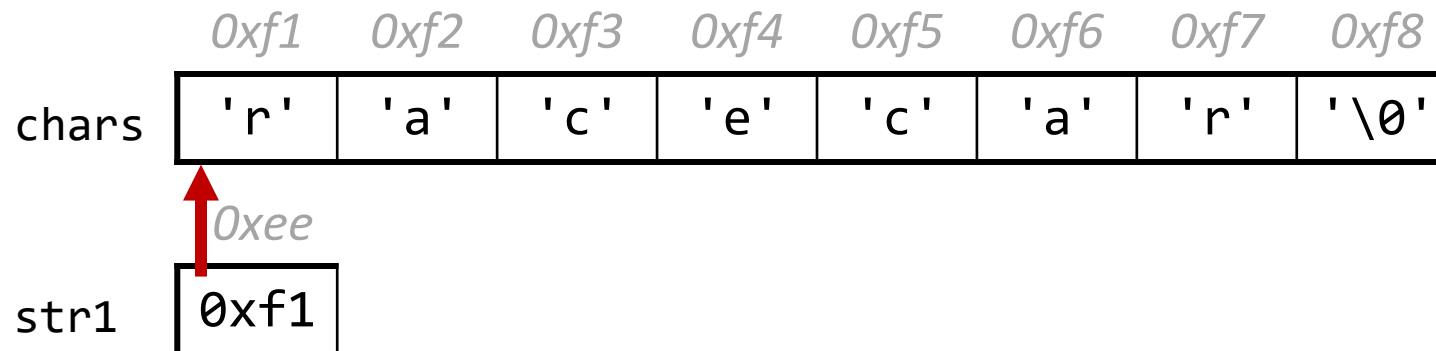 0xf1 0xf2 0xf3 0xf4 0xf5 0xf6 0xf7 0xf8
chars 'r' 'a' 'c' 'e' 'c' 'a' 'r' '\0'
0xee
str1 0xf1